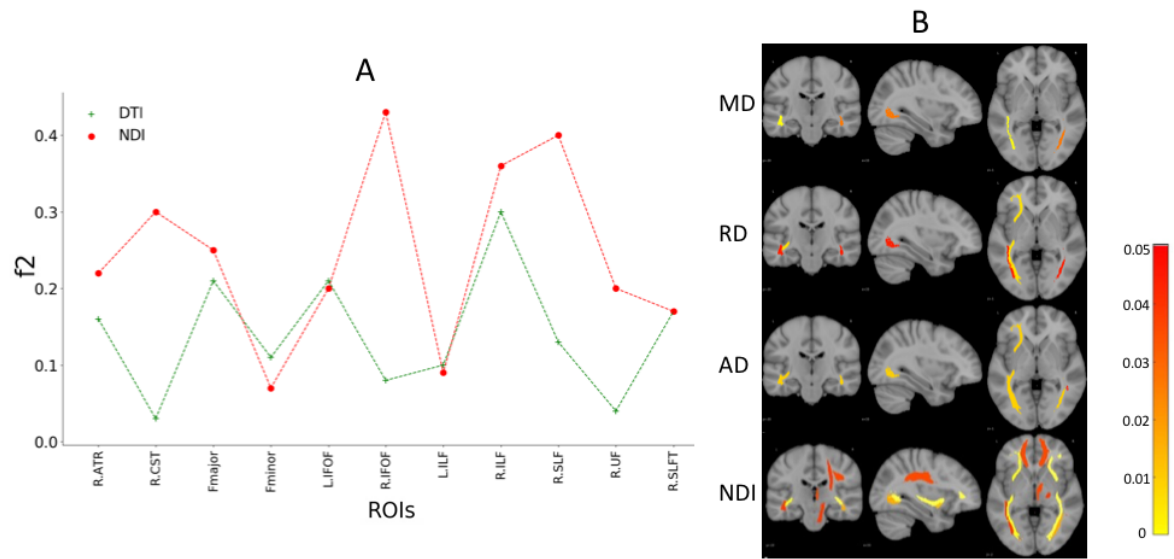 A
B
DTI
NDI
f2
0.4
0.3
0.2
0.1
0.0
R.ATR
R.CST
Fmajor
Fminor
L.IFOF
R.IFOF
L.ILF
R.ILF
R.SLF
R.UF
R.SLFT
ROIs
MD
RD
AD
NDI
0.05
0.04
0.03
0.02
0.01
0